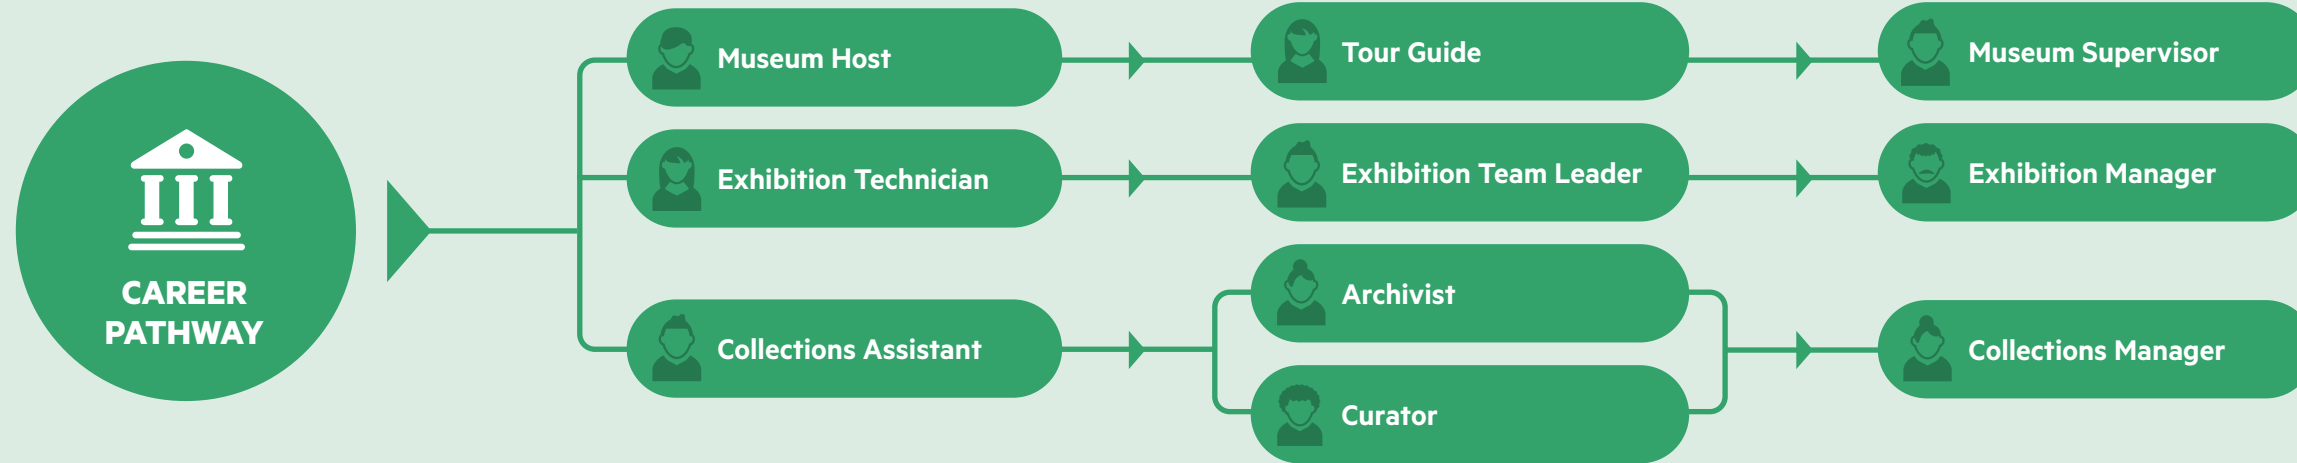 CAREER
PATHWAY
Museum Host
Tour Guide
Museum Supervisor
Exhibition Technician
Exhibition Team Leader
Exhibition Manager
Collections Assistant
Archivist
Curator
Collections Manager